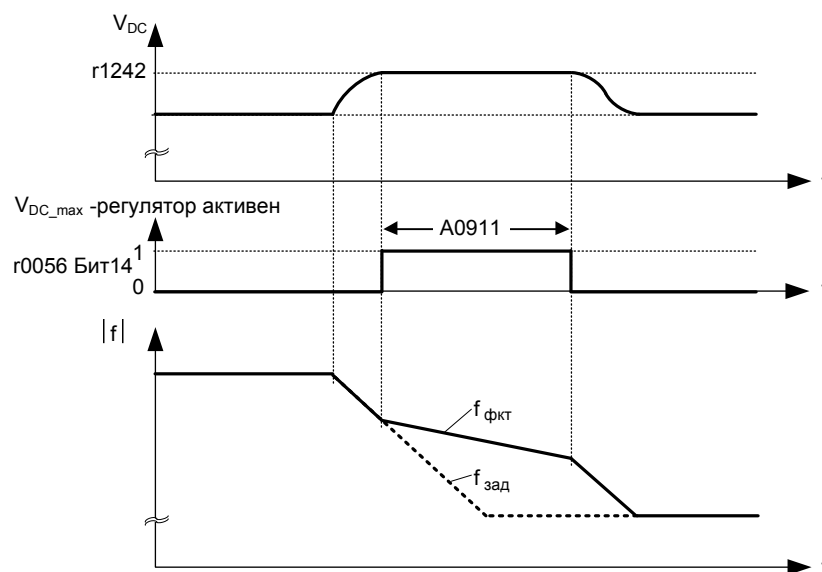 V_DC
r1242
V_DC_max -регулятор активен
A0911
r0056 Бит14
1
0
|f|
f фкт
f зад